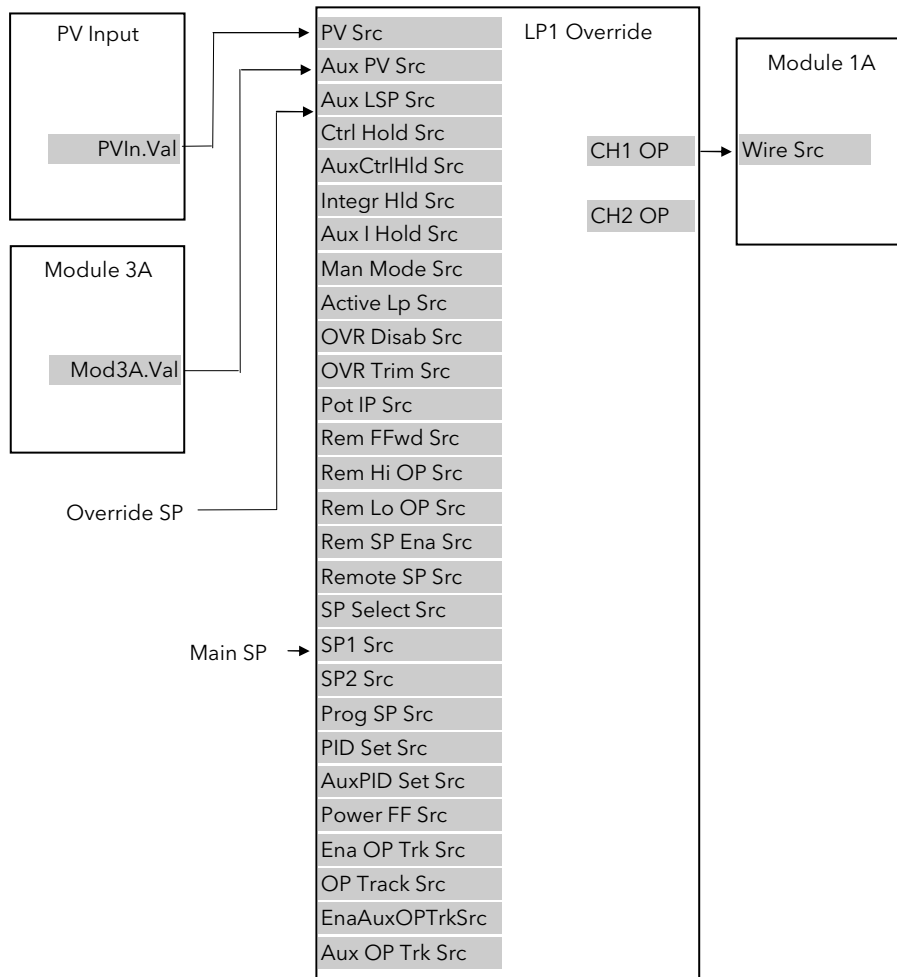 PV Input
PVIn.Val
Module 3A
Mod3A.Val
Override SP
Main SP
LP1 Override
PV Src
Aux PV Src
Aux LSP Src
Ctrl Hold Src
AuxCtrlHld Src
Integr Hld Src
Aux I Hold Src
Man Mode Src
Active Lp Src
OVR Disab Src
OVR Trim Src
Pot IP Src
Rem FFwd Src
Rem Hi OP Src
Rem Lo OP Src
Rem SP Ena Src
Remote SP Src
SP Select Src
SP1 Src
SP2 Src
Prog SP Src
PID Set Src
AuxPID Set Src
Power FF Src
Ena OP Trk Src
OP Track Src
EnaAuxOPTrkSrc
Aux OP Trk Src
CH1 OP
CH2 OP
Module 1A
Wire Src